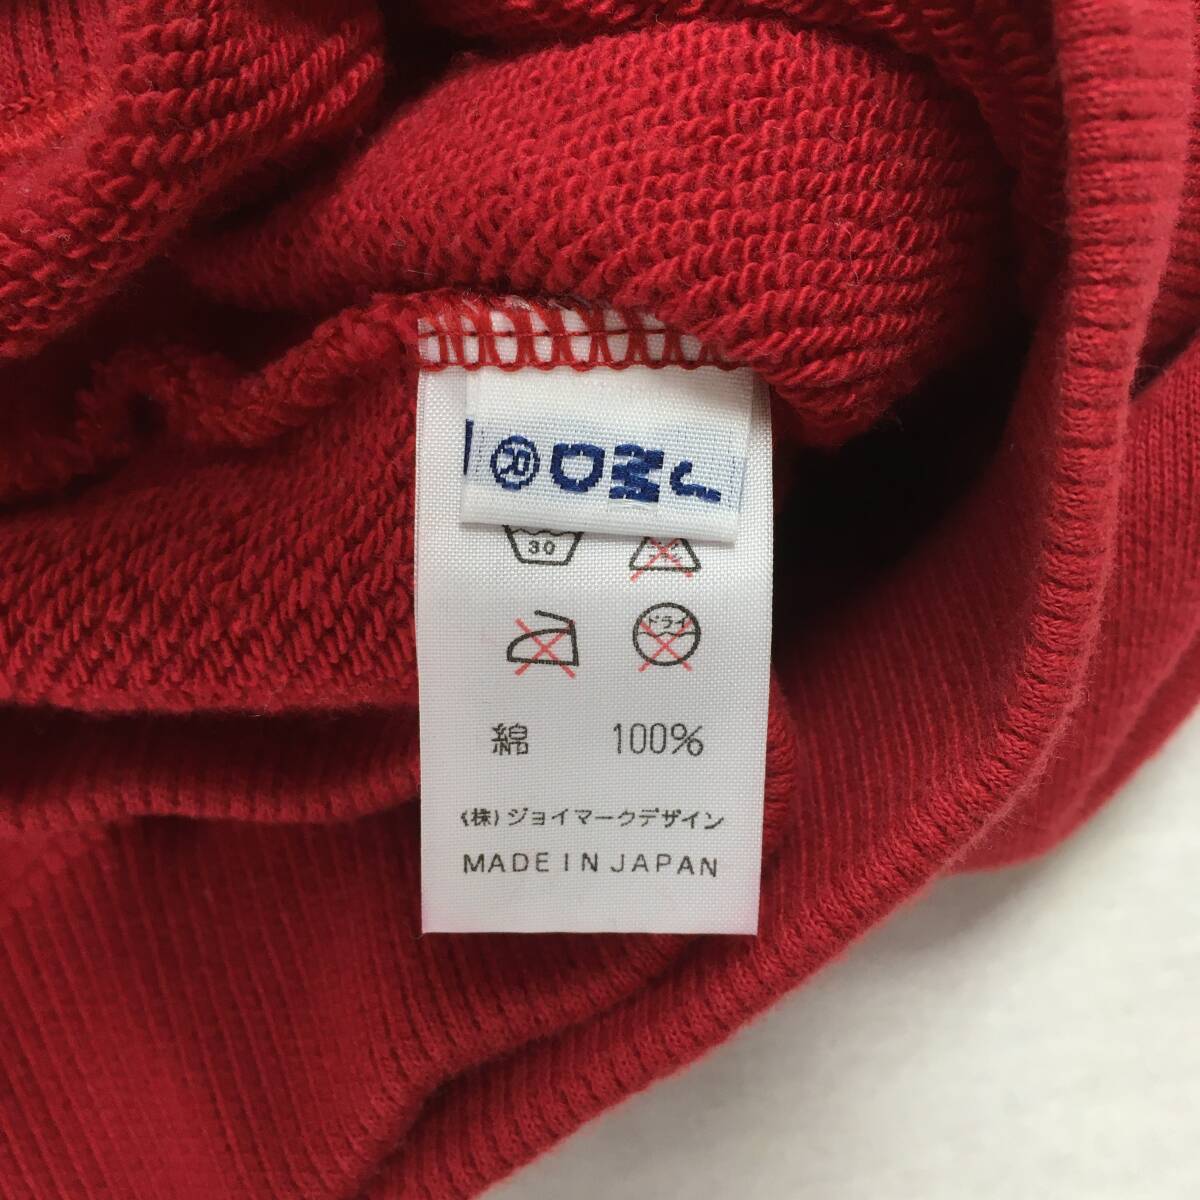 JMD®
30
ドライ
綿 100%
(株)ジョイマークデザイン
MADE IN JAPAN